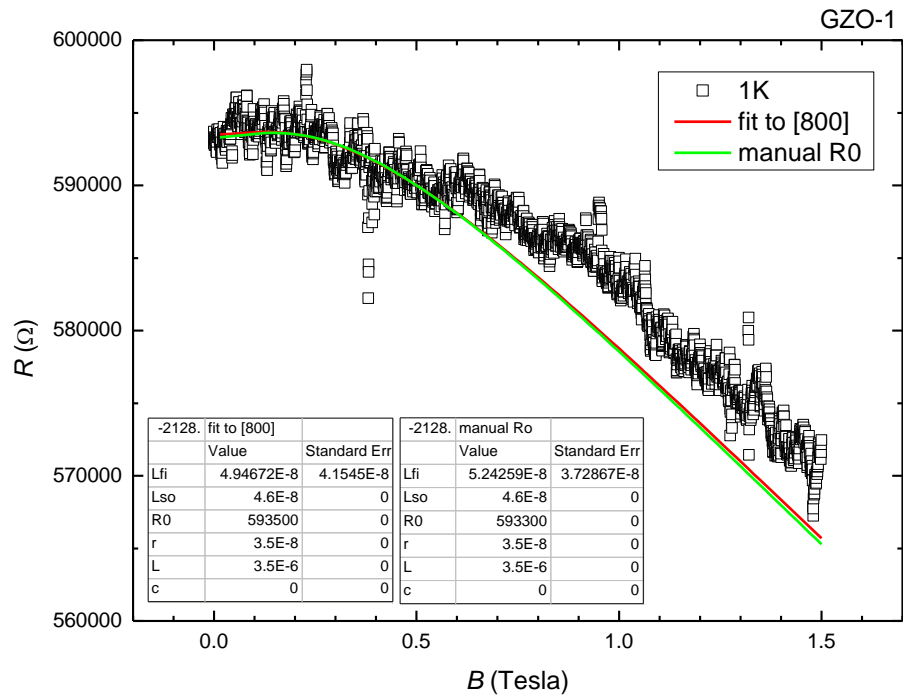 GZO-1
600000
590000
580000
570000
560000
R (Ω)
1K
fit to [800]
manual R0
-2128. fit to [800]
Value Standard Err
Lfi 4.94672E-8 4.1545E-8
Lso 4.6E-8 0
R0 593500 0
r 3.5E-8 0
L 3.5E-6 0
c 0 0
-2128. manual Ro
Value Standard Err
Lfi 5.24259E-8 3.72867E-8
Lso 4.6E-8 0
R0 593300 0
r 3.5E-8 0
L 3.5E-6 0
c 0 0
0.0 0.5 1.0 1.5
B (Tesla)